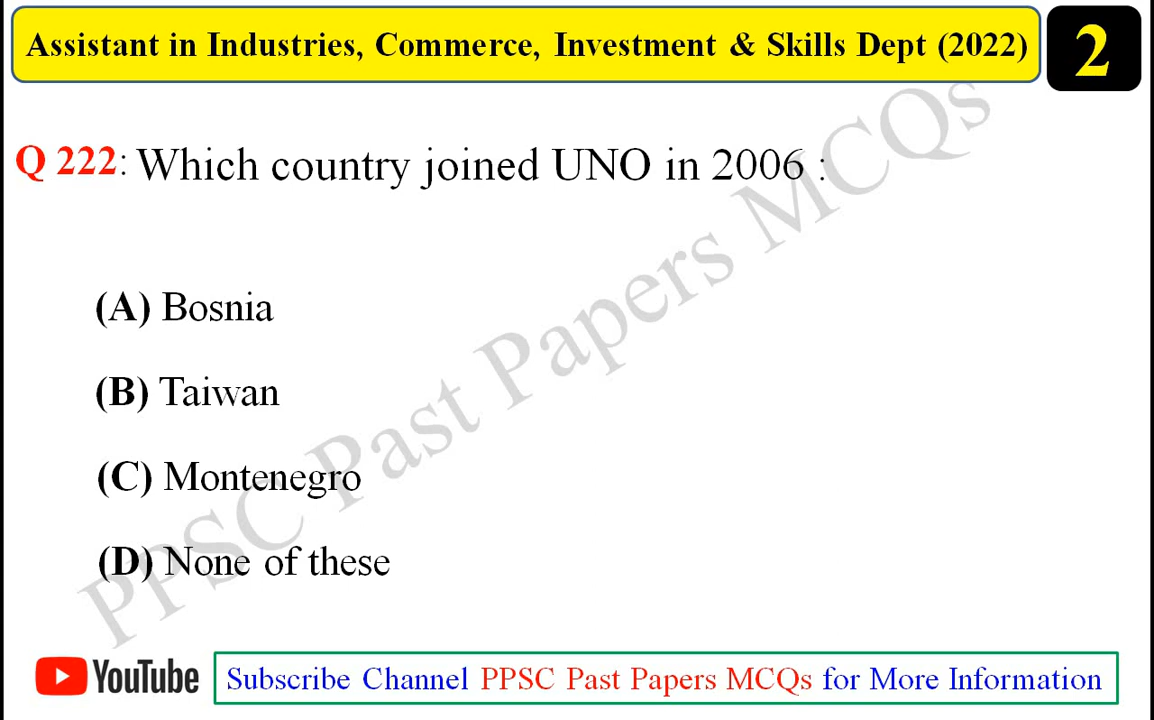 Assistant in Industries, Commerce, Investment & Skills Dept (2022)
2
Q 222: Which country joined UNO in 2006 :
(A) Bosnia
(B) Taiwan
(C) Montenegro
(D) None of these
PPSC Past Papers MCQs
YouTube
Subscribe Channel PPSC Past Papers MCQs for More Information